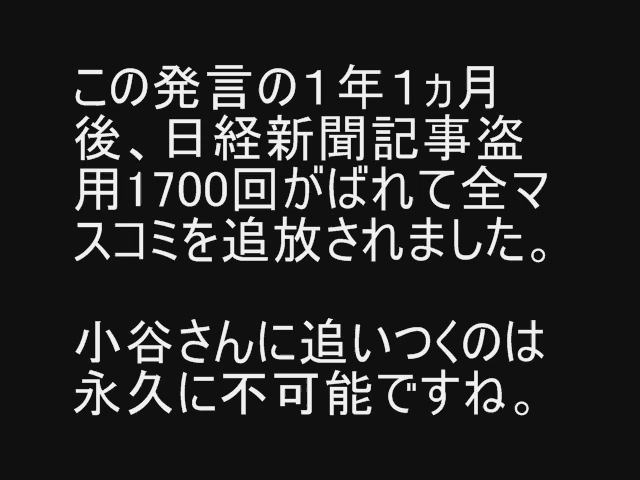 この発言の１年１ヵ月
後、日経新聞記事盗
用1700回がばれて全マ
スコミを追放されました。
小谷さんに追いつくのは
永久に不可能ですね。